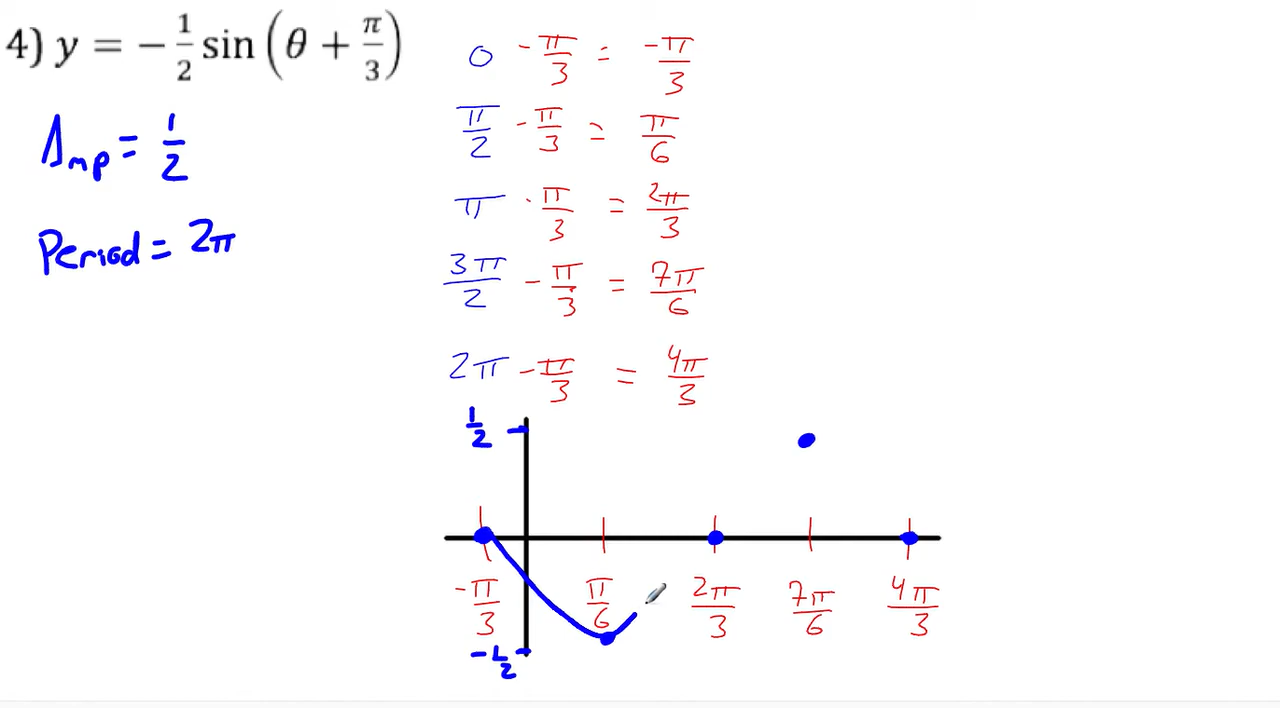 4) y = −½ sin (θ + π/3)
Amp = 1/2
Period = 2π
0 - π/3 = -π/3
π/2 - π/3 = π/6
π - π/3 = 2π/3
3π/2 - π/3 = 7π/6
2π - π/3 = 4π/3
1/2
-π/3 π/6 2π/3 7π/6 4π/3
-1/2